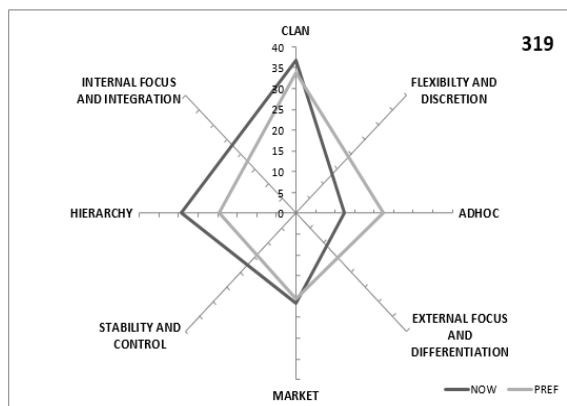 CLAN
319
40
35
30
25
20
15
10
5
0
INTERNAL FOCUS
AND INTEGRATION
FLEXIBILTY AND
DISCRETION
HIERARCHY
ADHOC
STABILITY AND
CONTROL
EXTERNAL FOCUS
AND
DIFFERENTIATION
MARKET
NOW
PREF